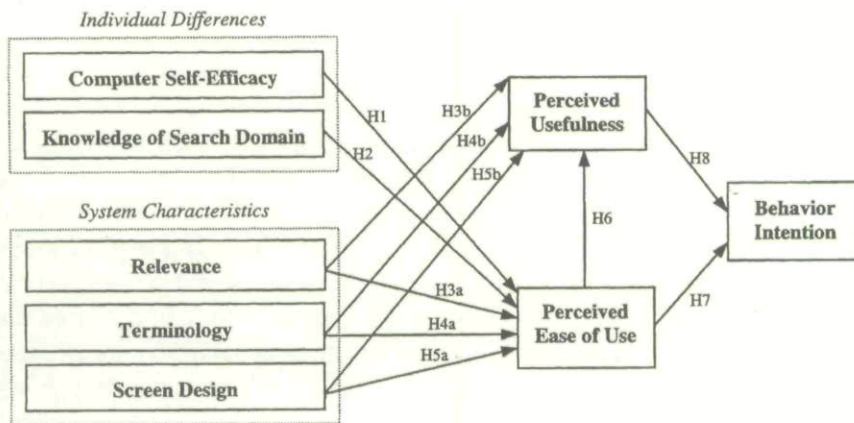 Individual Differences
Computer Self-Efficacy
Knowledge of Search Domain
System Characteristics
Relevance
Terminology
Screen Design
H1
H2
H3b
H4b
H5b
H3a
H4a
H5a
Perceived
Usefulness
H6
Perceived
Ease of Use
H8
H7
Behavior
Intention